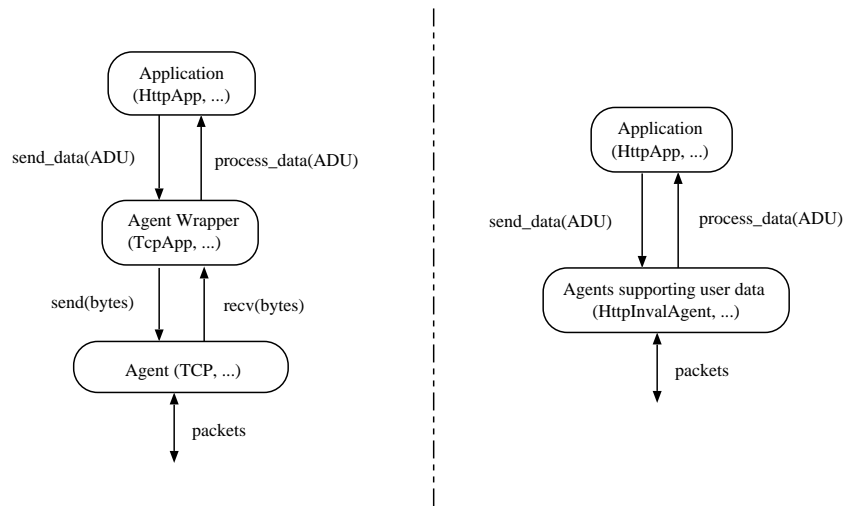 Application
(HttpApp, ...)
send_data(ADU)
process_data(ADU)
Agent Wrapper
(TcpApp, ...)
send(bytes)
recv(bytes)
Agent (TCP, ...)
packets
Application
(HttpApp, ...)
send_data(ADU)
process_data(ADU)
Agents supporting user data
(HttpInvalAgent, ...)
packets